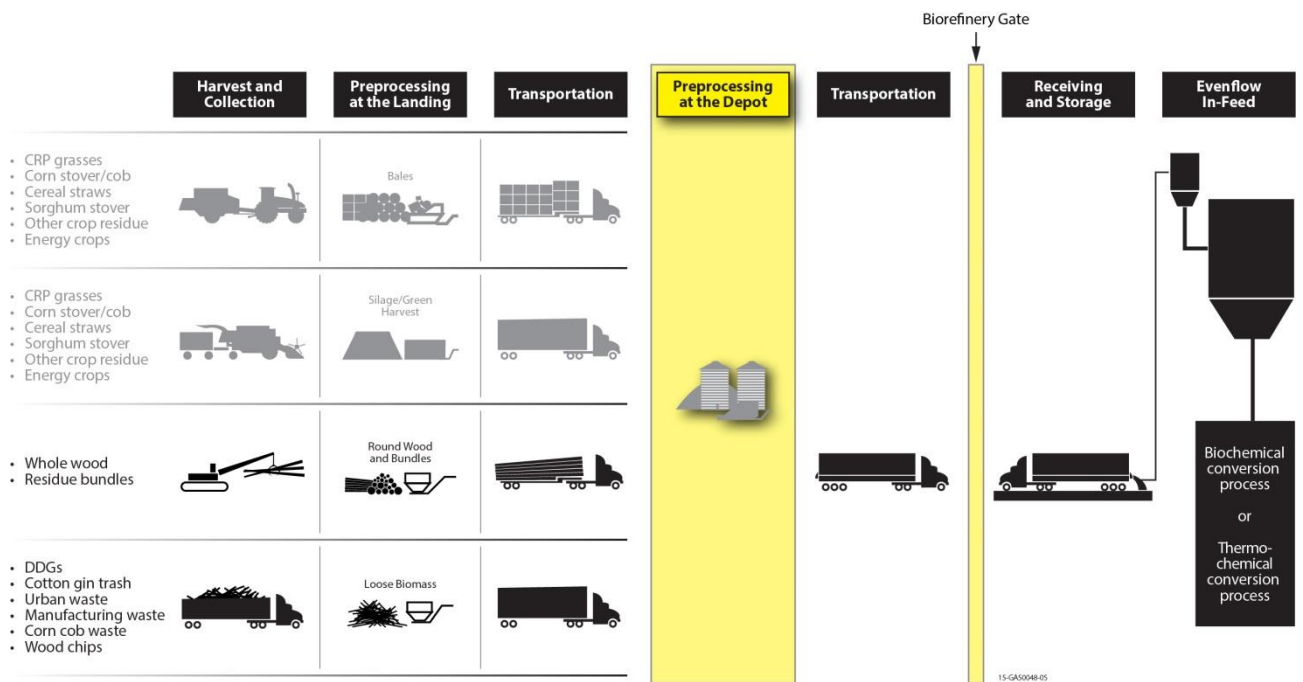 Biorefinery Gate
Harvest and
Collection
Preprocessing
at the Landing
Transportation
Preprocessing
at the Depot
Transportation
Receiving
and Storage
Evenflow
In-Feed
• CRP grasses
• Corn stover/cob
• Cereal straws
• Sorghum stover
• Other crop residue
• Energy crops
Bales
• CRP grasses
• Corn stover/cob
• Cereal straws
• Sorghum stover
• Other crop residue
• Energy crops
Silage/Green
Harvest
• Whole wood
• Residue bundles
Round Wood
and Bundles
• DDGs
• Cotton gin trash
• Urban waste
• Manufacturing waste
• Corn cob waste
• Wood chips
Loose Biomass
Biochemical
conversion
process
or
Thermo-
chemical
conversion
process
15-GA50048-05